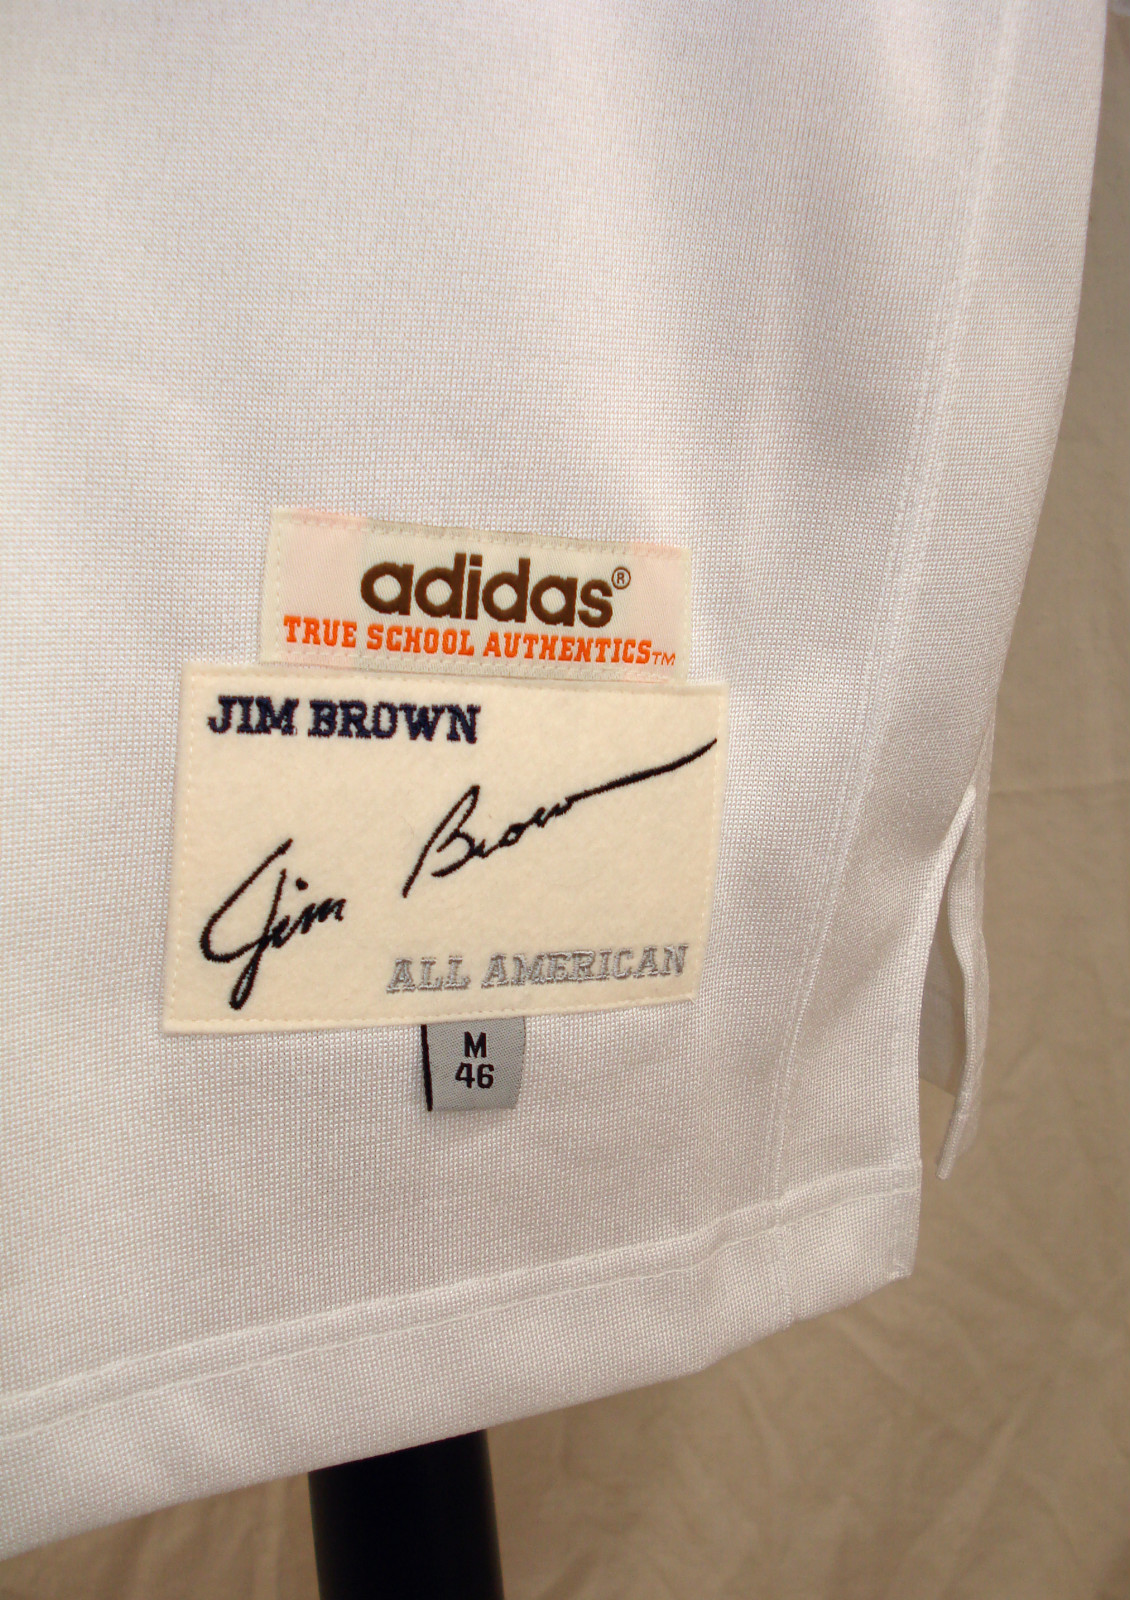 adidas®
TRUE SCHOOL AUTHENTICS™
JIM BROWN
Jim Brown
ALL AMERICAN
M
46